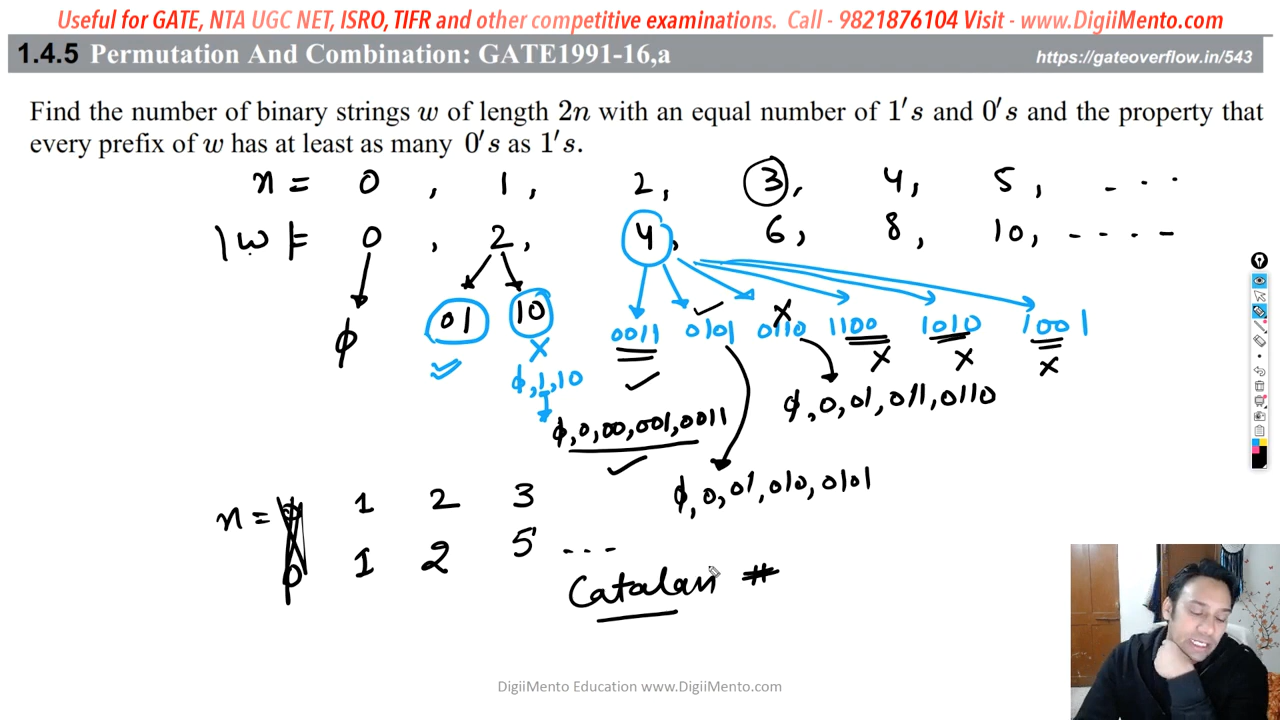 Useful for GATE, NTA UGC NET, ISRO, TIFR and other competitive examinations. Call - 9821876104 Visit - www.DigiiMento.com
1.4.5 Permutation And Combination: GATE1991-16,a https://gateoverflow.in/543
Find the number of binary strings w of length 2n with an equal number of 1's and 0's and the property that
every prefix of w has at least as many 0's as 1's.
n = 0, 1, 2, 3, 4, 5, ...
|w|= 0, 2, 4, 6, 8, 10, ----
ϕ 01 10 0011 0101 0110 1100 1010 1001
ϕ,1,10
ϕ,0,01,011,0110
ϕ,0,00,001,0011
ϕ,0,01,010,0101
n = 0 1 2 3
0 1 2 5 ...
Catalan #
DigiiMento Education www.DigiiMento.com